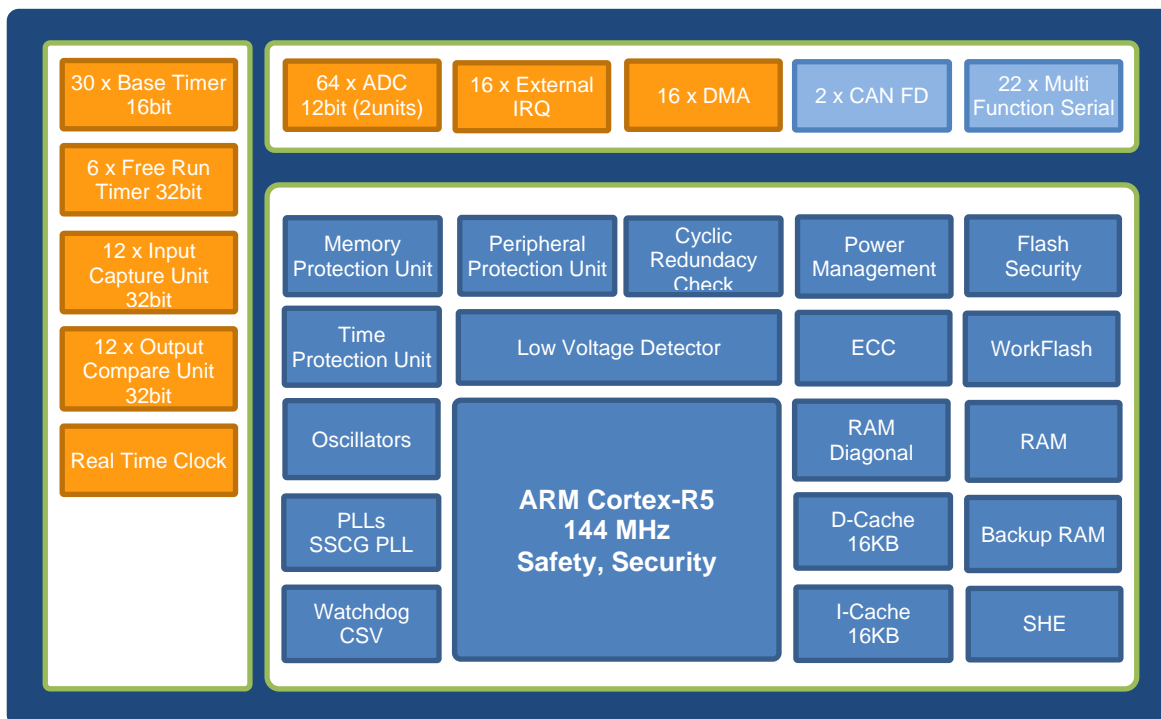 30 x Base Timer
16bit
6 x Free Run
Timer 32bit
12 x Input
Capture Unit
32bit
12 x Output
Compare Unit
32bit
Real Time Clock
64 x ADC
12bit (2units)
16 x External
IRQ
16 x DMA
2 x CAN FD
22 x Multi
Function Serial
Memory
Protection Unit
Peripheral
Protection Unit
Cyclic
Redundacy
Check
Power
Management
Flash
Security
Time
Protection Unit
Low Voltage Detector
ECC
WorkFlash
Oscillators
ARM Cortex-R5
144 MHz
Safety, Security
RAM
Diagonal
RAM
PLLs
SSCG PLL
D-Cache
16KB
Backup RAM
Watchdog
CSV
I-Cache
16KB
SHE